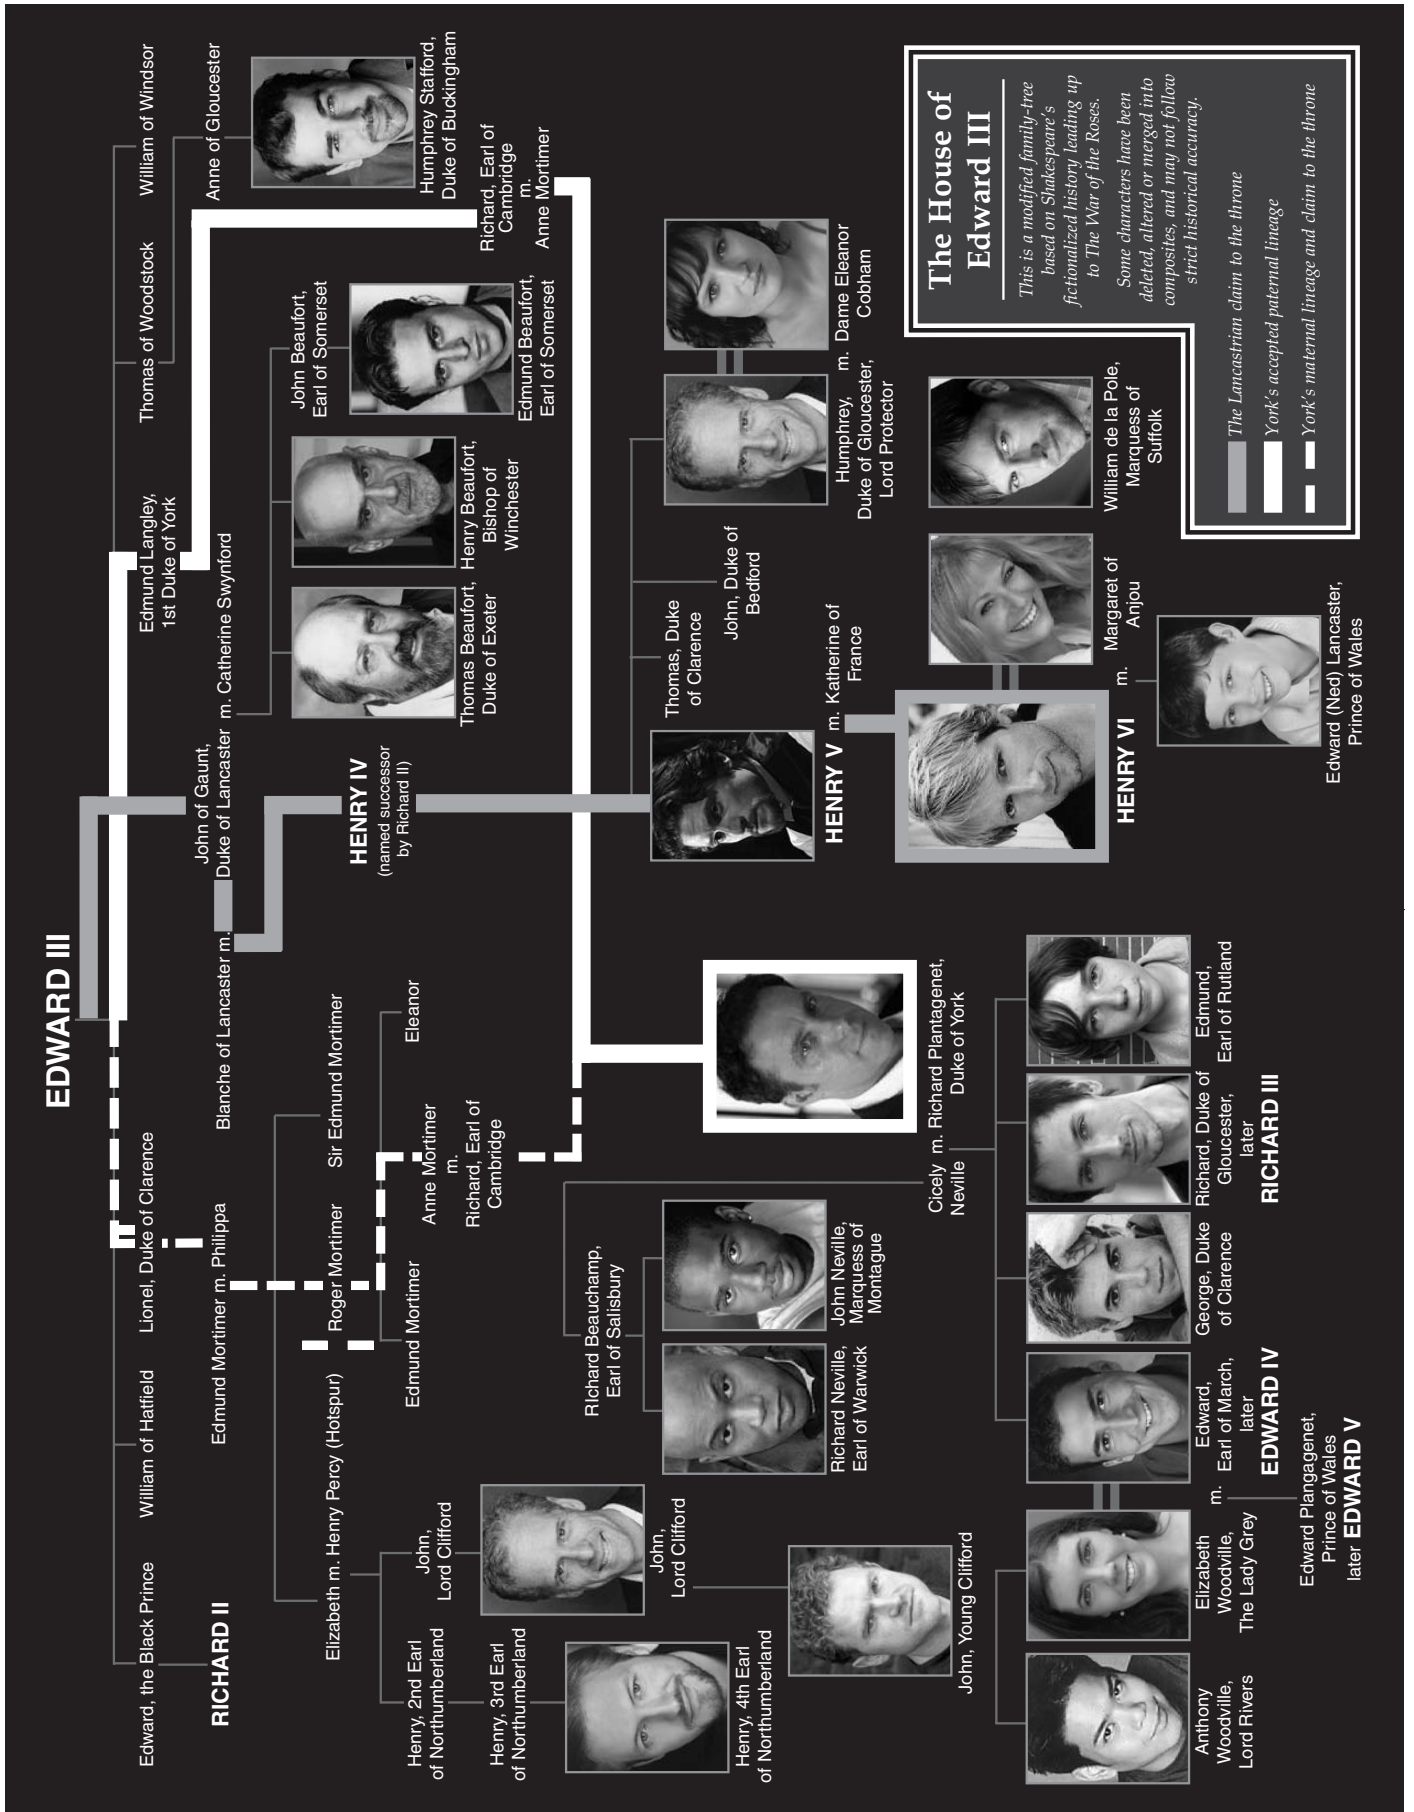 EDWARD III
Edward, the Black Prince
William of Hatfield
Lionel, Duke of Clarence
Edmund Langley,
1st Duke of York
Thomas of Woodstock
William of Windsor
John of Gaunt,
Duke of Lancaster
Blanche of Lancaster m.
m. Catherine Swynford
RICHARD II
Edmund Mortimer m. Philippa
Anne of Gloucester
Elizabeth m. Henry Percy (Hotspur)
Roger Mortimer
Sir Edmund Mortimer
HENRY IV
(named successor
by Richard II)
John Beaufort,
Earl of Somerset
Humphrey Stafford,
Duke of Buckingham
Henry, 2nd Earl
of Northumberland
John,
Lord Clifford
Edmund Mortimer
Anne Mortimer
m.
Richard, Earl of
Cambridge
Eleanor
Thomas Beaufort,
Duke of Exeter
Henry Beaufort,
Bishop of
Winchester
Edmund Beaufort,
Earl of Somerset
Richard, Earl of
Cambridge
m.
Anne Mortimer
Henry, 3rd Earl
of Northumberland
John,
Lord Clifford
RIchard Beauchamp,
Earl of Salisbury
Thomas, Duke
of Clarence
John, Duke of
Bedford
Henry, 4th Earl
of Northumberland
Richard Neville,
Earl of Warwick
John Neville,
Marquess of
Montague
HENRY V m. Katherine of
France
Humphrey,
Duke of Gloucester,
Lord Protector
m. Dame Eleanor
Cobham
John, Young Clifford
Cicely
Neville
m. Richard Plantagenet,
Duke of York
HENRY VI
m.
Margaret of
Anjou
William de la Pole,
Marquess of
Suffolk
Anthony
Woodville,
Lord Rivers
Elizabeth
Woodville,
The Lady Grey
m.
Edward,
Earl of March,
later
EDWARD IV
George, Duke
of Clarence
Richard, Duke of
Gloucester,
later
RICHARD III
Edmund,
Earl of Rutland
Edward Plangagenet,
Prince of Wales
later EDWARD V
Edward (Ned) Lancaster,
Prince of Wales
The House of
Edward III
This is a modified family-tree
based on Shakespeare's
fictionalized history leading up
to The War of the Roses.
Some characters have been
deleted, altered or merged into
composites, and may not follow
strict historical accuracy.
The Lancastrian claim to the throne
York's accepted paternal lineage
York's maternal lineage and claim to the throne